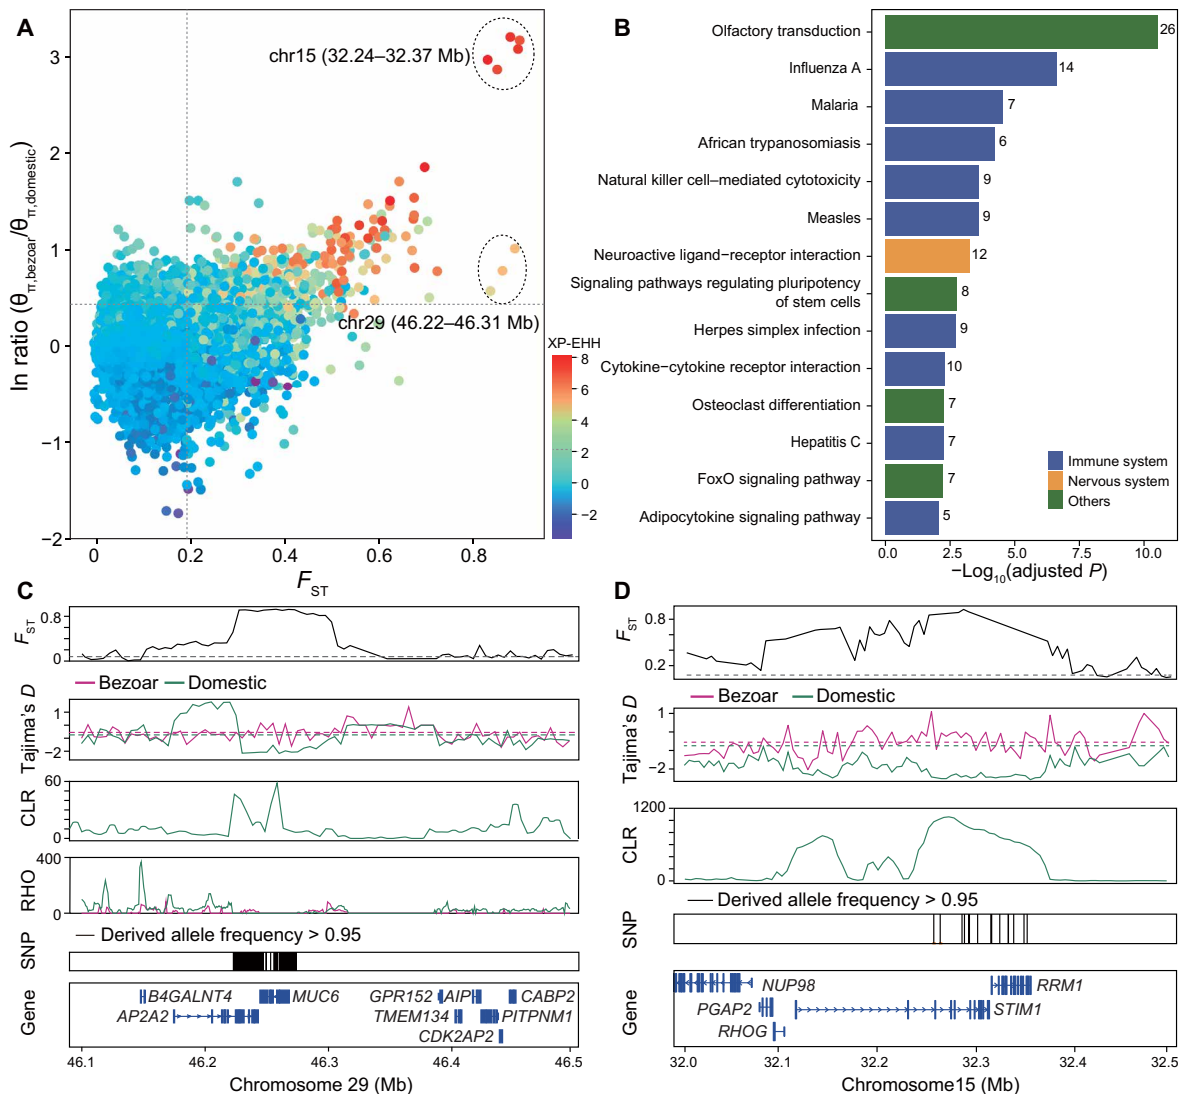 A
ln ratio (θπ,bezoar/θπ,domestic)
3
2
1
0
−1
−2
chr15 (32.24–32.37 Mb)
chr29 (46.22–46.31 Mb)
XP-EHH
8
6
4
2
0
−2
0
0.2
0.4
0.6
0.8
FST
B
Olfactory transduction
26
Influenza A
14
Malaria
7
African trypanosomiasis
6
Natural killer cell–mediated cytotoxicity
9
Measles
9
Neuroactive ligand−receptor interaction
12
Signaling pathways regulating pluripotency
of stem cells
8
Herpes simplex infection
9
Cytokine−cytokine receptor interaction
10
Osteoclast differentiation
7
Hepatitis C
7
FoxO signaling pathway
7
Adipocytokine signaling pathway
5
Immune system
Nervous system
Others
0.0
2.5
5.0
7.5
10.0
−Log10(adjusted P)
C
FST
0.8
0
Bezoar
Domestic
Tajima's D
1
−2
CLR
60
0
RHO
400
0
Derived allele frequency > 0.95
SNP
Gene
B4GALNT4
MUC6
GPR152
AIP
CABP2
AP2A2
TMEM134
PITPNM1
CDK2AP2
46.1
46.2
46.3
46.4
46.5
Chromosome 29 (Mb)
D
FST
0.8
0.2
Bezoar
Domestic
Tajima's D
1
−2
CLR
1200
0
Derived allele frequency > 0.95
SNP
Gene
NUP98
RRM1
PGAP2
STIM1
RHOG
32.0
32.1
32.2
32.3
32.4
32.5
Chromosome15 (Mb)